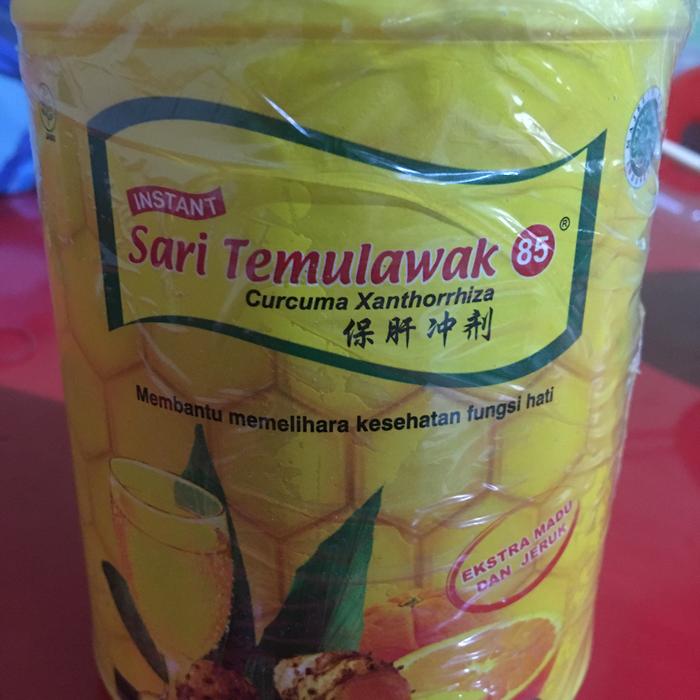 INSTANT
Sari Temulawak 85 ®
Curcuma Xanthorrhiza
保肝冲剂
Membantu memelihara kesehatan fungsi hati
EKSTRA MADU
DAN JERUK